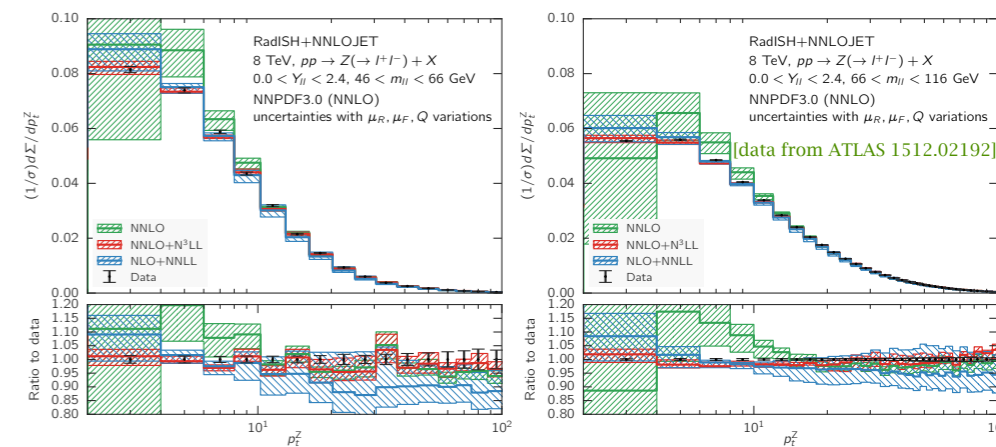 RadISH+NNLOJET
8 TeV, pp → Z(→ l⁺l⁻) + X
0.0 < Y_ll < 2.4, 46 < m_ll < 66 GeV
NNPDF3.0 (NNLO)
uncertainties with μ_R, μ_F, Q variations
(1/σ) dΣ/dp_t^Z
0.10
0.08
0.06
0.04
0.02
0.00
NNLO
NNLO+N³LL
NLO+NNLL
Data
Ratio to data
1.20
1.15
1.10
1.05
1.00
0.95
0.90
0.85
0.80
10¹
10²
p_t^Z
RadISH+NNLOJET
8 TeV, pp → Z(→ l⁺l⁻) + X
0.0 < Y_ll < 2.4, 66 < m_ll < 116 GeV
NNPDF3.0 (NNLO)
uncertainties with μ_R, μ_F, Q variations
[data from ATLAS 1512.02192]
(1/σ) dΣ/dp_t^Z
0.10
0.08
0.06
0.04
0.02
0.00
NNLO
NNLO+N³LL
NLO+NNLL
Data
Ratio to data
1.20
1.15
1.10
1.05
1.00
0.95
0.90
0.85
0.80
10¹
p_t^Z